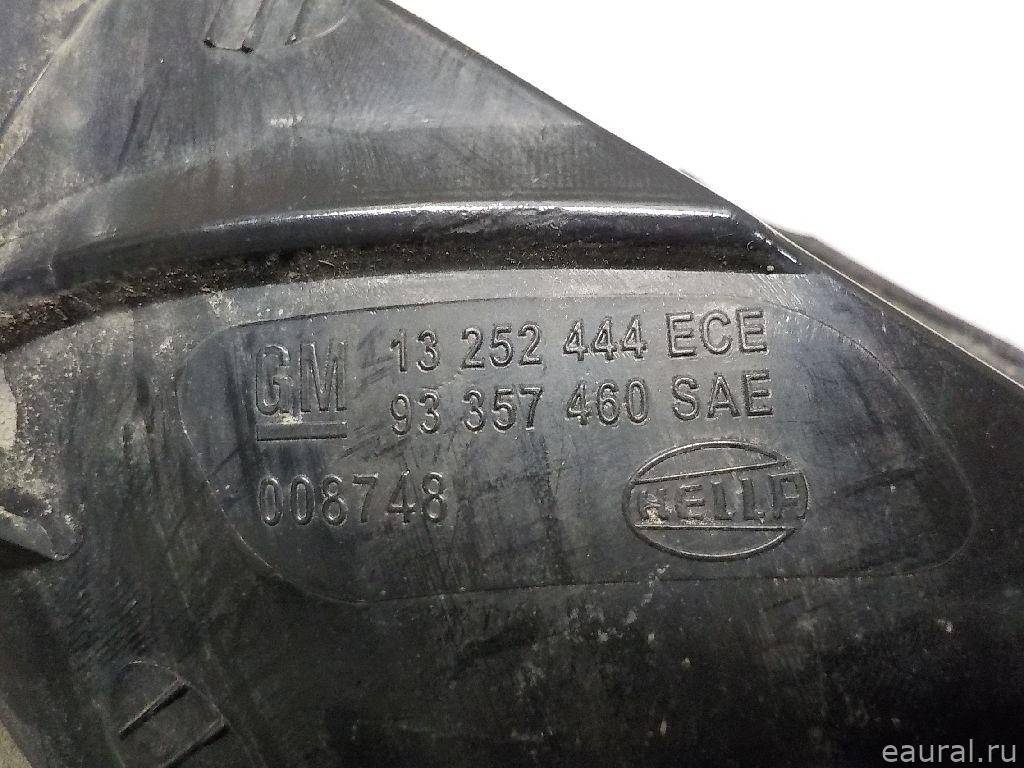 GM 13 252 444 ECE
93 357 460 SAE
008748
HELLA
eaural.ru